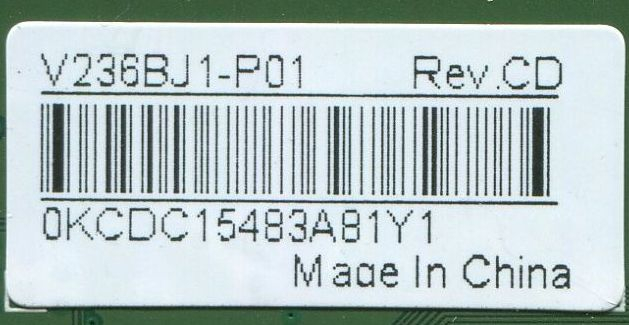 V236BJ1-P01 Rev.CD
0KCDC15483A81Y1
Made In China